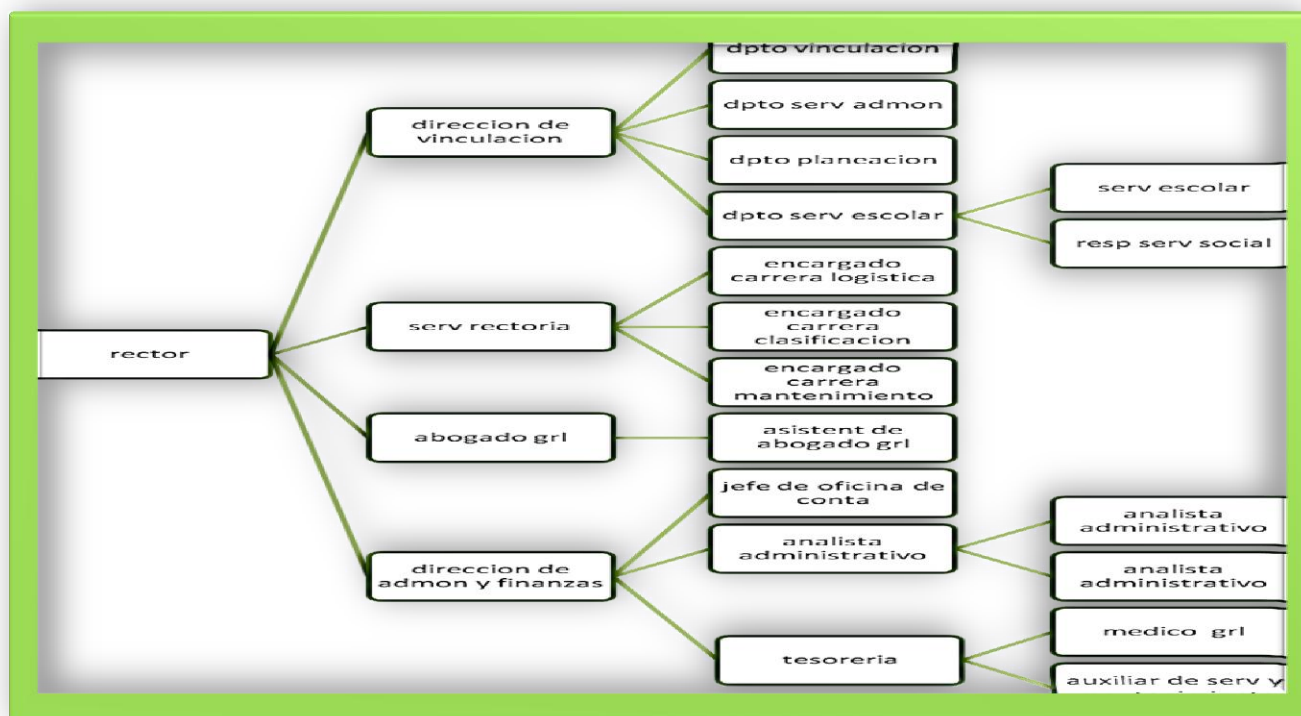 dpto vinculacion
dpto serv admon
direccion de
vinculacion
dpto planeacion
dpto serv escolar
serv escolar
resp serv social
encargado
carrera logistica
serv rectoria
encargado
carrera
clasificacion
rector
encargado
carrera
mantenimiento
abogado grl
asistent de
abogado grl
jefe de oficina de
conta
analista
administrativo
analista
administrativo
direccion de
admon y finanzas
analista
administrativo
medico grl
tesoreria
auxiliar de serv y